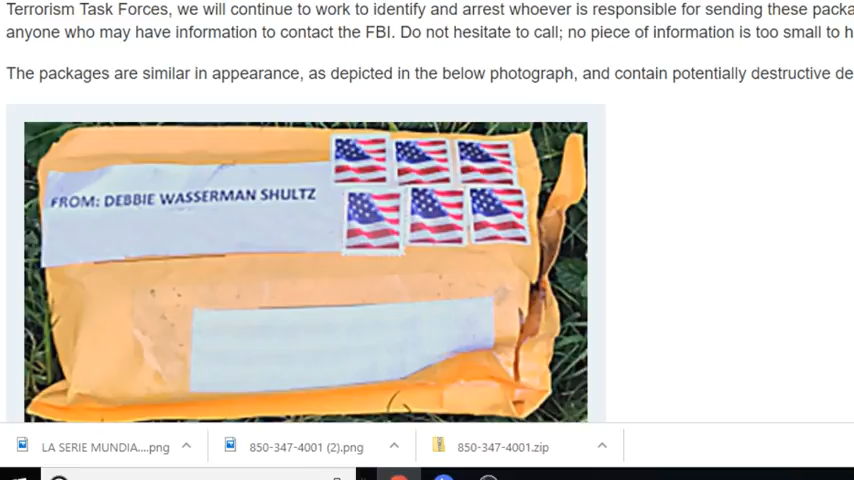 Terrorism Task Forces, we will continue to work to identify and arrest whoever is responsible for sending these packa
anyone who may have information to contact the FBI. Do not hesitate to call; no piece of information is too small to h
The packages are similar in appearance, as depicted in the below photograph, and contain potentially destructive de
FROM: DEBBIE WASSERMAN SHULTZ
LA SERIE MUNDIA....png
850-347-4001 (2).png
850-347-4001.zip